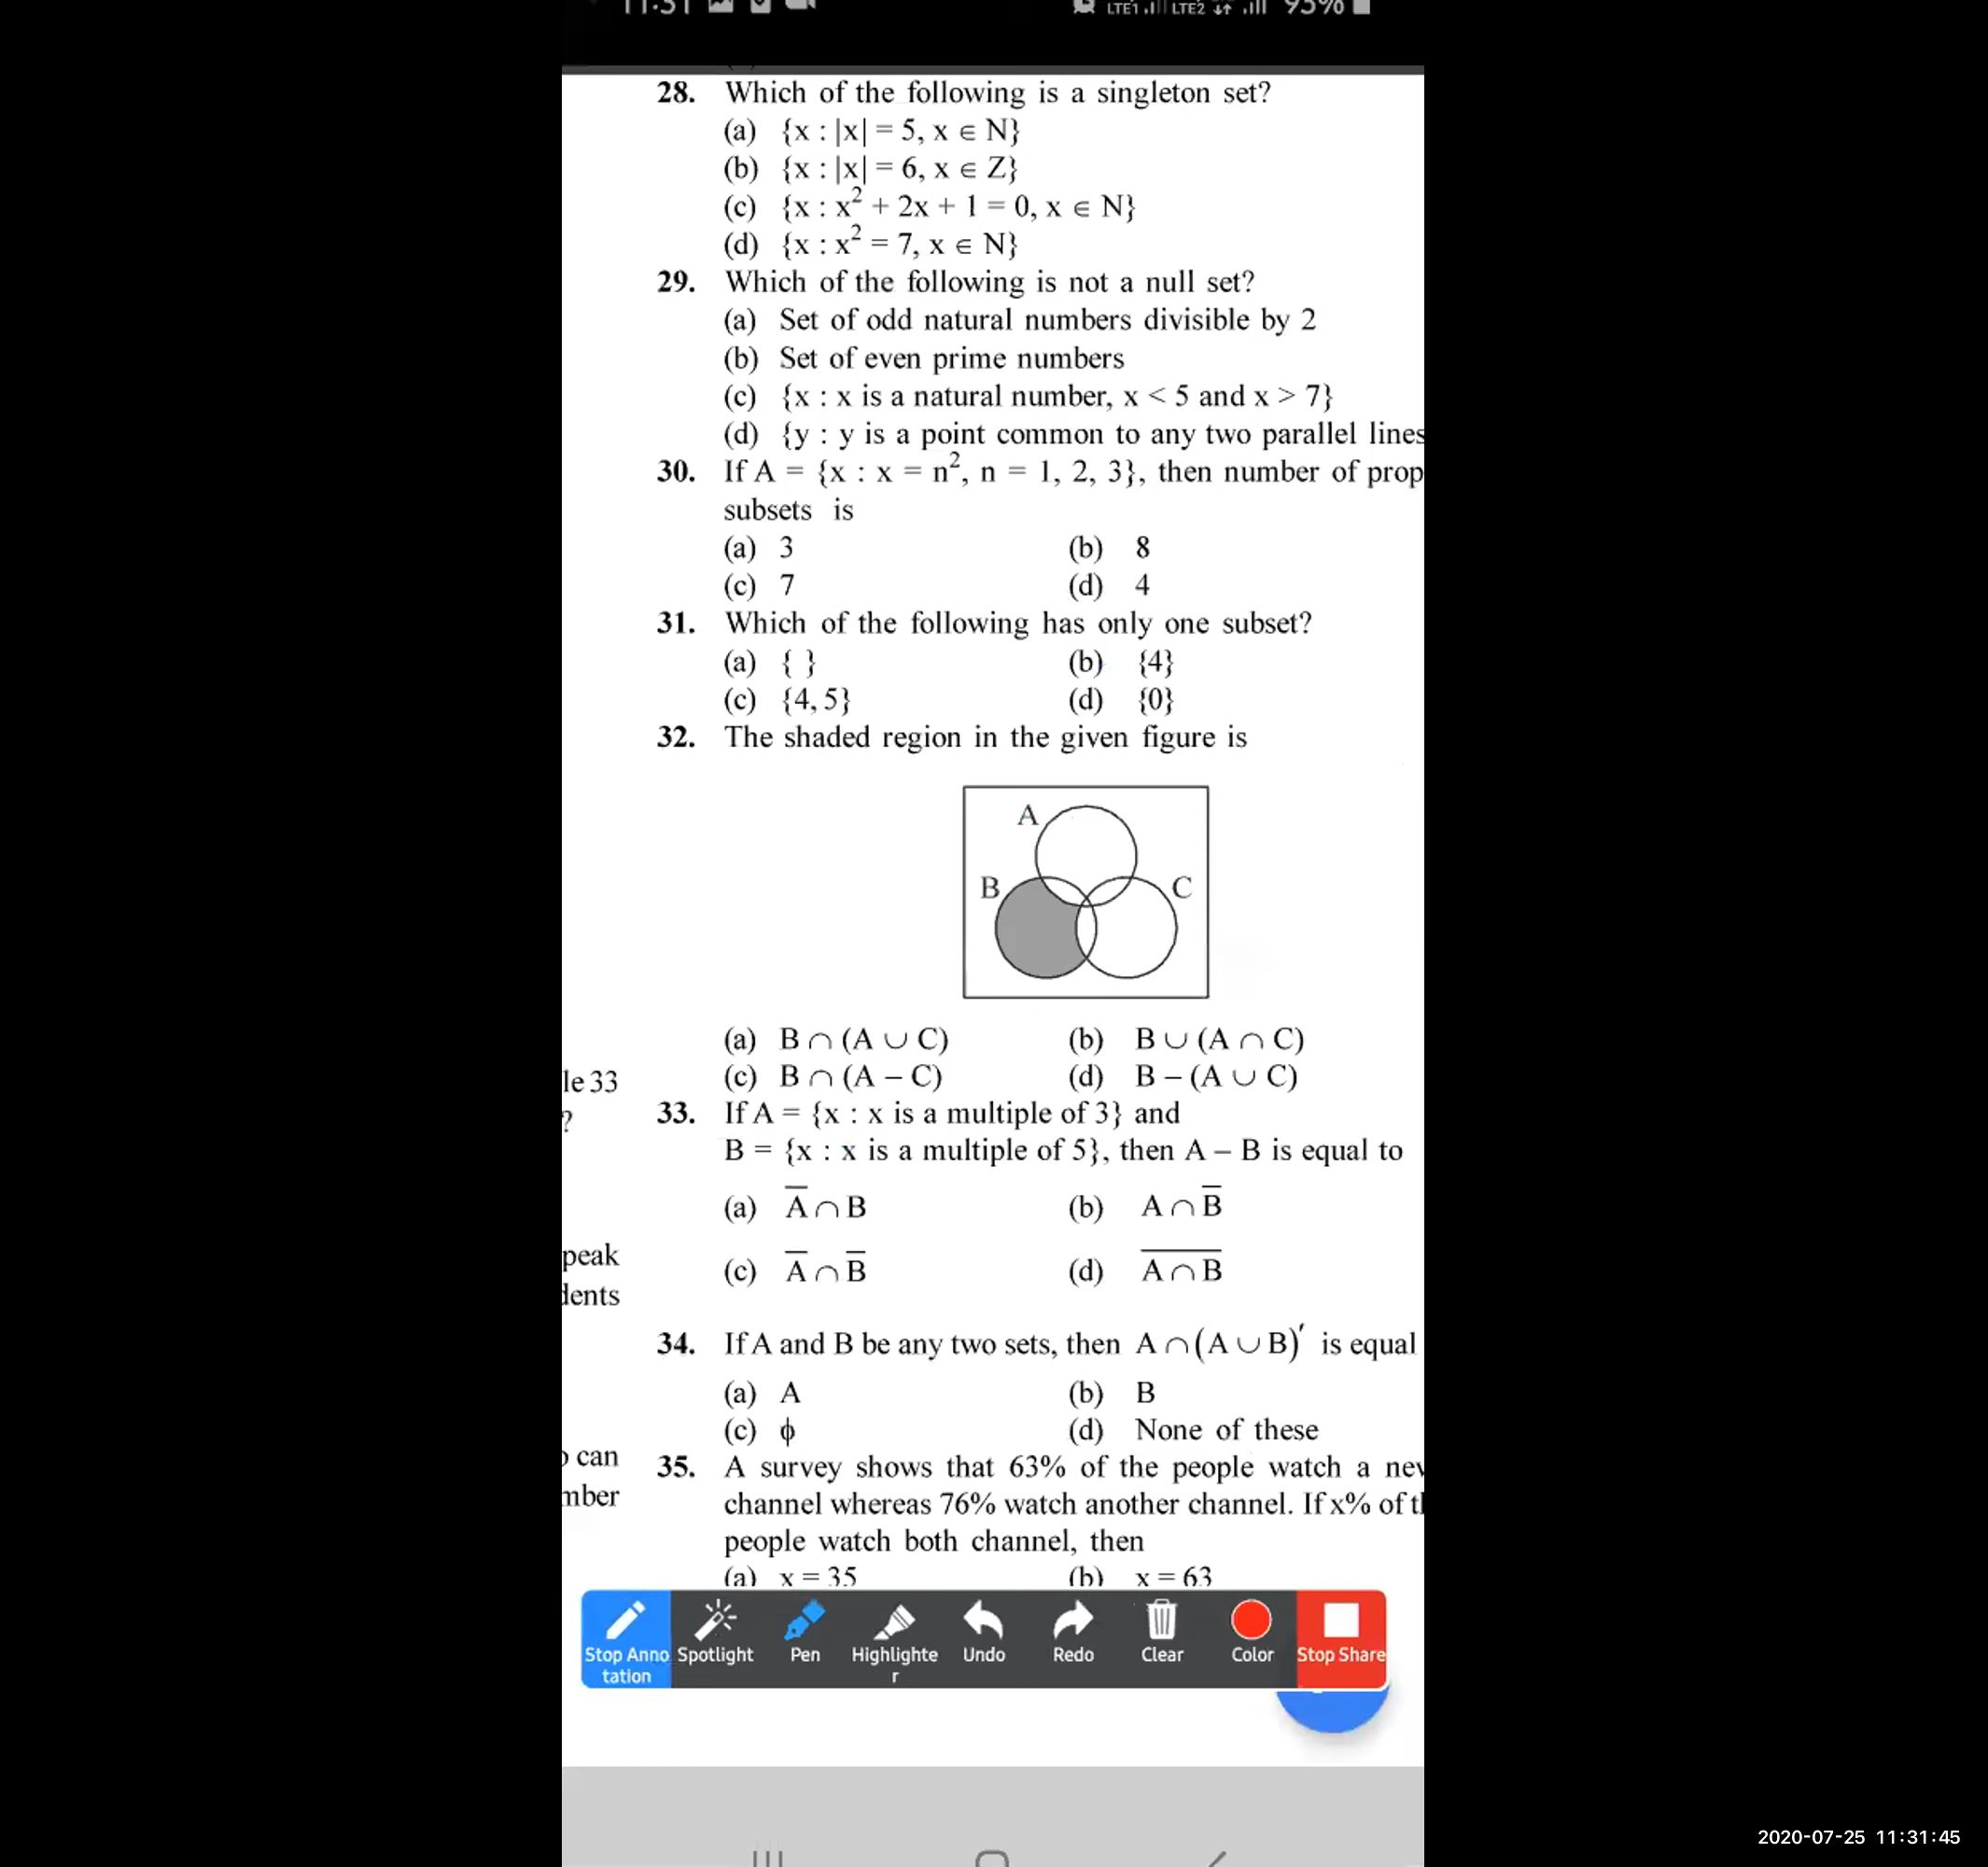 LTE1 LTE2 93%
28. Which of the following is a singleton set?
(a) {x : |x| = 5, x ∈ N}
(b) {x : |x| = 6, x ∈ Z}
(c) {x : x² + 2x + 1 = 0, x ∈ N}
(d) {x : x² = 7, x ∈ N}
29. Which of the following is not a null set?
(a) Set of odd natural numbers divisible by 2
(b) Set of even prime numbers
(c) {x : x is a natural number, x < 5 and x > 7}
(d) {y : y is a point common to any two parallel lines
30. If A = {x : x = n², n = 1, 2, 3}, then number of prop
subsets is
(a) 3 (b) 8
(c) 7 (d) 4
31. Which of the following has only one subset?
(a) { } (b) {4}
(c) {4, 5} (d) {0}
32. The shaded region in the given figure is
A
B C
(a) B ∩ (A ∪ C) (b) B ∪ (A ∩ C)
(c) B ∩ (A – C) (d) B – (A ∪ C)
33. If A = {x : x is a multiple of 3} and
B = {x : x is a multiple of 5}, then A – B is equal to
(a) A̅ ∩ B (b) A ∩ B̅
(c) A̅ ∩ B̅ (d) A̅ ̅∩̅ ̅B̅
34. If A and B be any two sets, then A ∩ (A ∪ B)′ is equal
(a) A (b) B
(c) ϕ (d) None of these
35. A survey shows that 63% of the people watch a
channel whereas 76% watch another channel. If x% of
people watch both channel, then
(a) x = 35 (b) x = 63
le 33
?
peak
dents
can
mber
Stop Anno
tation
Spotlight
Pen
Highlighte
r
Undo
Redo
Clear
Color
Stop Share
2020-07-25 11:31:45